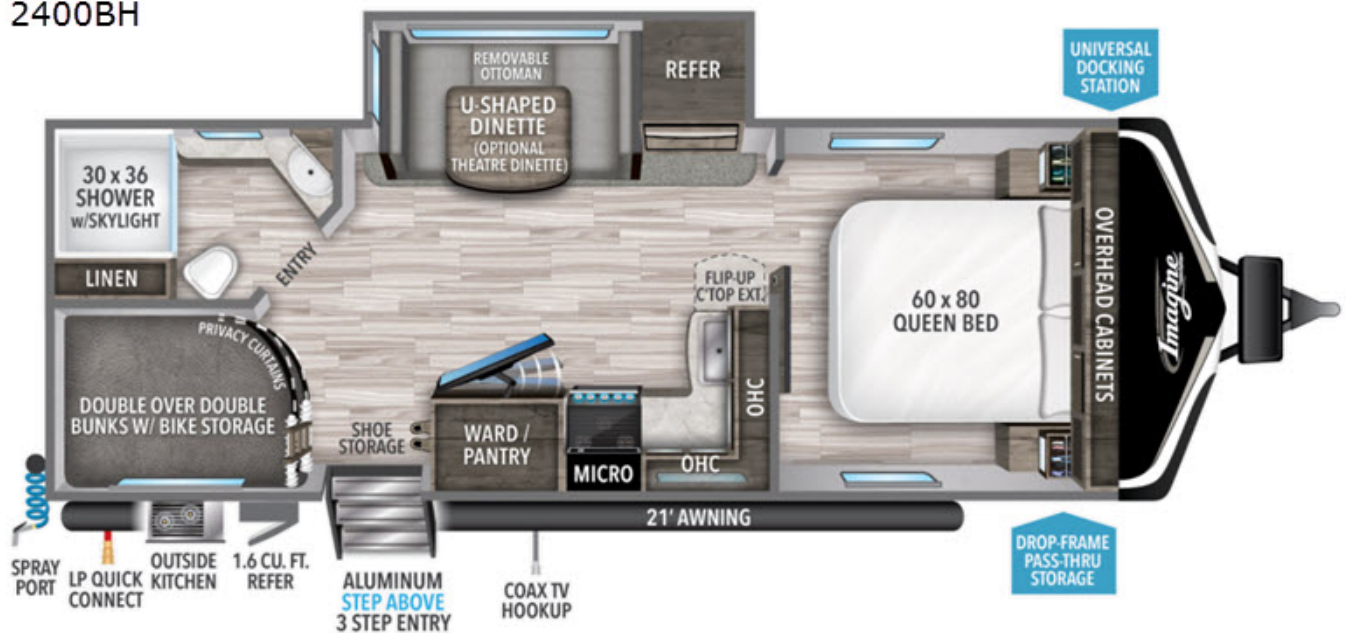 2400BH
UNIVERSAL
DOCKING
STATION
REMOVABLE
OTTOMAN
U-SHAPED
DINETTE
(OPTIONAL
THEATRE DINETTE)
REFER
30 x 36
SHOWER
w/SKYLIGHT
LINEN
ENTRY
FLIP-UP
C'TOP EXT.
60 x 80
QUEEN BED
OVERHEAD CABINETS
Imagine
PRIVACY CURTAINS
DOUBLE OVER DOUBLE
BUNKS W/ BIKE STORAGE
SHOE
STORAGE
WARD /
PANTRY
MICRO
OHC
OHC
21' AWNING
SPRAY
PORT
LP QUICK
CONNECT
OUTSIDE
KITCHEN
1.6 CU. FT.
REFER
ALUMINUM
STEP ABOVE
3 STEP ENTRY
COAX TV
HOOKUP
DROP-FRAME
PASS-THRU
STORAGE